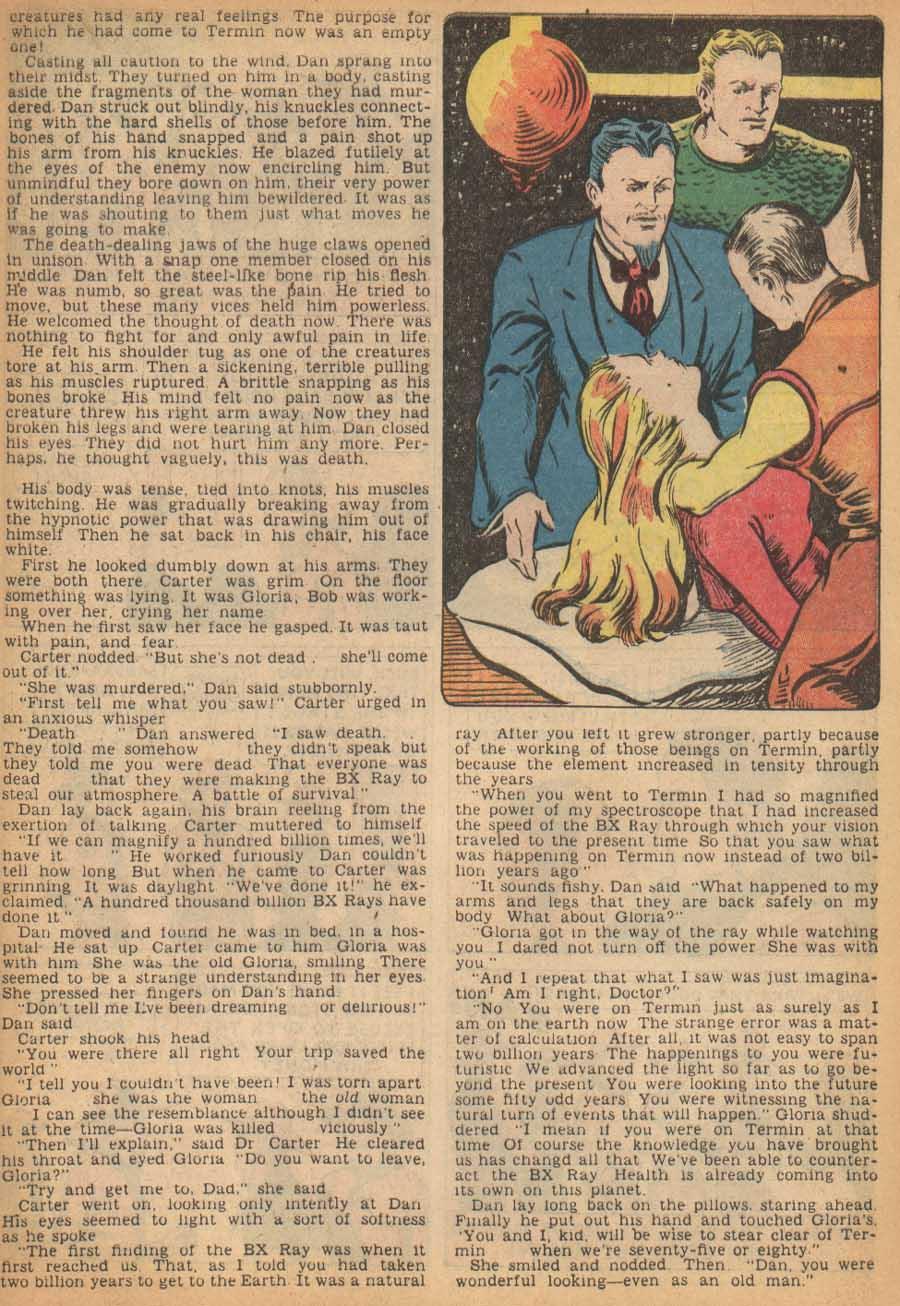 creatures had any real feelings The purpose for
which he had come to Termin now was an empty
one!
Casting all caution to the wind, Dan sprang into
their midst. They turned on him in a body, casting
aside the fragments of the woman they had mur-
dered. Dan struck out blindly, his knuckles connect-
ing with the hard shells of those before him. The
bones of his hand snapped and a pain shot up
his arm from his knuckles. He blazed futilely at
the eyes of the enemy now encircling him. But
unmindful they bore down on him, their very power
of understanding leaving him bewildered. It was as
if he was shouting to them just what moves he
was going to make.
The death-dealing jaws of the huge claws opened
in unison. With a snap one member closed on his
middle Dan felt the steel-like bone rip his flesh.
He was numb, so great was the pain. He tried to
move, but these many vices held him powerless.
He welcomed the thought of death now. There was
nothing to fight for and only awful pain in life.
He felt his shoulder tug as one of the creatures
tore at his arm. Then a sickening, terrible pulling
as his muscles ruptured. A brittle snapping as his
bones broke His mind felt no pain now as the
creature threw his right arm away. Now they had
broken his legs and were tearing at him. Dan closed
his eyes They did not hurt him any more. Per-
haps, he thought vaguely, this was death.
His body was tense, tied into knots, his muscles
twitching. He was gradually breaking away from
the hypnotic power that was drawing him out of
himself Then he sat back in his chair, his face
white.
First he looked dumbly down at his arms. They
were both there. Carter was grim. On the floor
something was lying. It was Gloria, Bob was work-
ing over her, crying her name
When he first saw her face he gasped. It was taut
with pain, and fear.
Carter nodded. "But she's not dead . she'll come
out of it."
"She was murdered," Dan said stubbornly.
"First tell me what you saw!" Carter urged in
an anxious whisper
"Death . " Dan answered "I saw death. .
They told me somehow they didn't speak but
they told me you were dead That everyone was
dead that they were making the BX Ray to
steal our atmosphere. A battle of survival."
Dan lay back again, his brain reeling from the
exertion of talking. Carter muttered to himself
"If we can magnify a hundred billion times, we'll
have it " He worked furiously Dan couldn't
tell how long But when he came to Carter was
grinning It was daylight. "We've done it!" he ex-
claimed. "A hundred thousand billion BX Rays have
done it."
Dan moved and found he was in bed, in a hos-
pital He sat up Carter came to him Gloria was
with him She was the old Gloria, smiling There
seemed to be a strange understanding in her eyes.
She pressed her fingers on Dan's hand.
"Don't tell me I've been dreaming or delirious!"
Dan said
Carter shook his head
"You were there all right Your trip saved the
world "
"I tell you I couldn't have been! I was torn apart
Gloria she was the woman the old woman
I can see the resemblance although I didn't see
it at the time—Gloria was killed viciously "
"Then I'll explain," said Dr Carter He cleared
his throat and eyed Gloria "Do you want to leave,
Gloria?"
"Try and get me to, Dad," she said
Carter went on, looking only intently at Dan
His eyes seemed to light with a sort of softness
as he spoke
"The first finding of the BX Ray was when it
first reached us. That, as I told you had taken
two billion years to get to the Earth. It was a natural
ray After you left it grew stronger, partly because
of the working of those beings on Termin, partly
because the element increased in tensity through
the years
"When you went to Termin I had so magnified
the power of my spectroscope that I had increased
the speed of the BX Ray through which your vision
traveled to the present time So that you saw what
was happening on Termin now instead of two bil-
lion years ago"
"It sounds fishy, Dan said "What happened to my
arms and legs that they are back safely on my
body What about Gloria?"
"Gloria got in the way of the ray while watching
you I dared not turn off the power She was with
you "
"And I repeat that what I saw was just imagina-
tion! Am I right, Doctor?"
"No You were on Termin just as surely as I
am on the earth now The strange error was a mat-
ter of calculation After all, it was not easy to span
two billion years The happenings to you were fu-
turistic We advanced the light so far as to go be-
yond the present You were looking into the future
some fifty odd years You were witnessing the na-
tural turn of events that will happen." Gloria shud-
dered "I mean if you were on Termin at that
time Of course the knowledge you have brought
us has changd all that We've been able to counter-
act the BX Ray Health is already coming into
its own on this planet.
Dan lay long back on the pillows, staring ahead.
Finally he put out his hand and touched Gloria's,
'You and I, kid, will be wise to stear clear of Ter-
min when we're seventy-five or eighty."
She smiled and nodded. Then. "Dan, you were
wonderful looking—even as an old man."